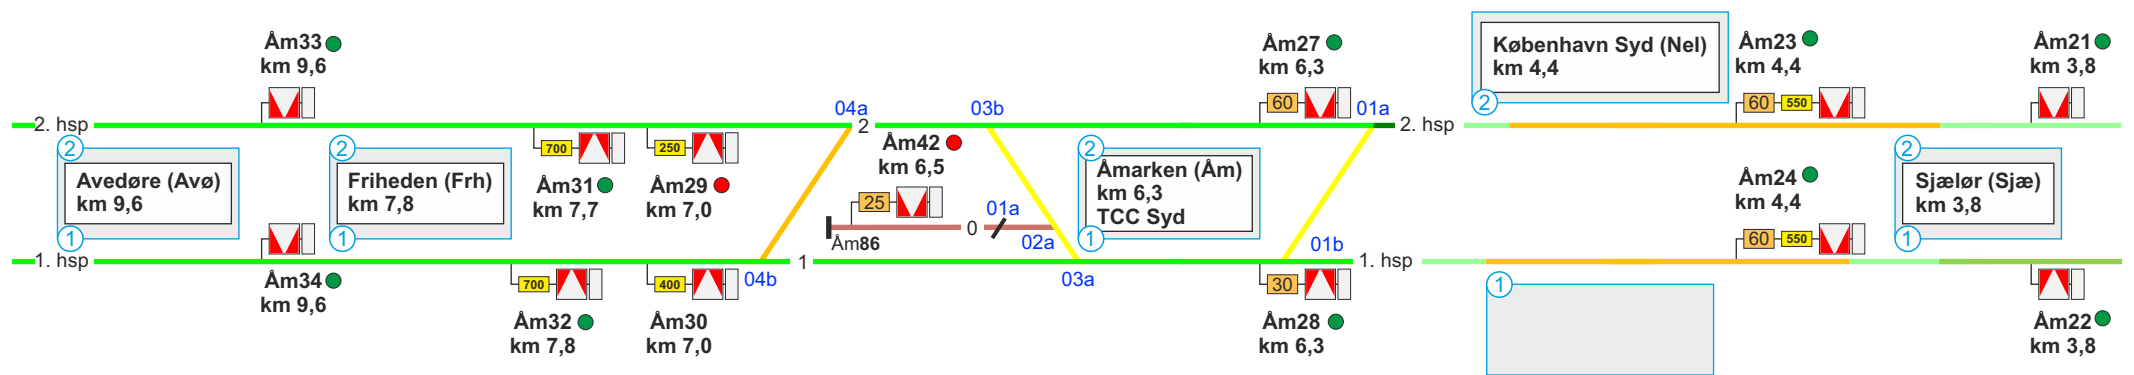 Åm33
km 9,6
Åm27
km 6,3
60
København Syd (Nel)
km 4,4
2
Åm23
km 4,4
60
550
Åm21
km 3,8
04a
03b
01a
2. hsp
2
2. hsp
2
Avedøre (Avø)
km 9,6
1
2
Friheden (Frh)
km 7,8
1
700
Åm31
km 7,7
250
Åm29
km 7,0
Åm42
km 6,5
25
Åm86
0
01a
02a
2
Åmarken (Åm)
km 6,3
TCC Syd
1
01b
Åm24
km 4,4
60
550
2
Sjælør (Sjæ)
km 3,8
1
1. hsp
1
1. hsp
Åm34
km 9,6
700
Åm32
km 7,8
400
Åm30
km 7,0
04b
03a
30
Åm28
km 6,3
1
Åm22
km 3,8